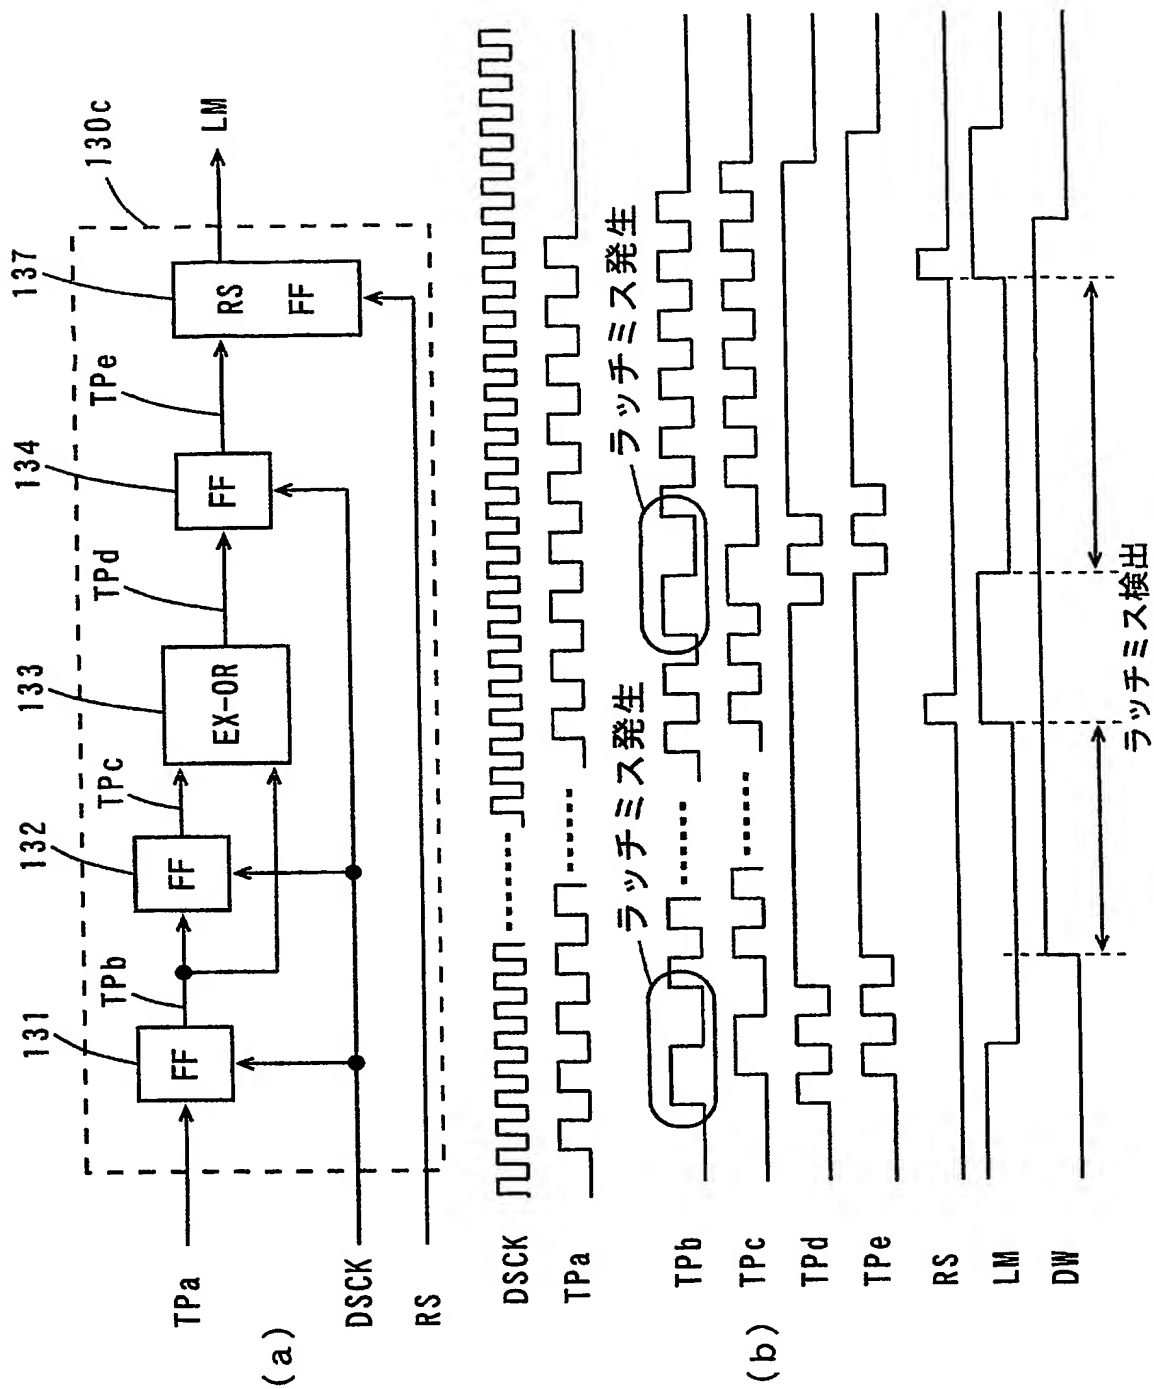 130c
131
132
133
134
137
TPb
TPc
TPd
TPe
TPa
FF
FF
EX-OR
FF
RS
FF
LM
DSCK
RS
(a)
DSCK
TPa
ラッチミス発生
ラッチミス発生
TPb
TPc
TPd
TPe
RS
LM
DW
ラッチミス検出
(b)